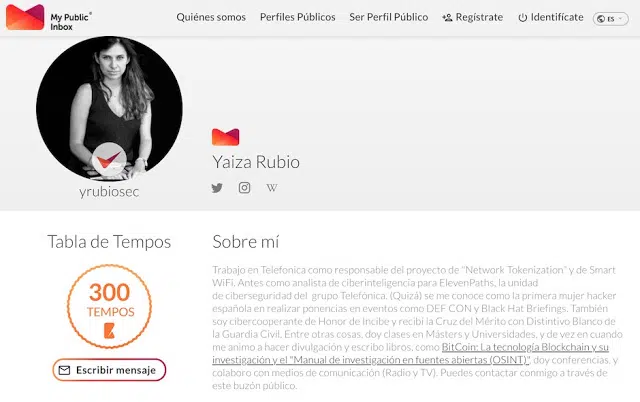 My Public Inbox®
Quiénes somos Perfiles Públicos Ser Perfil Público Regístrate Identifícate ES
Yaiza Rubio
yrubiosec
W
Tabla de Tempos
Sobre mí
300
TEMPOS
Escribir mensaje
Trabajo en Telefonica como responsable del proyecto de "Network Tokenization" y de Smart
WiFi. Antes como analista de ciberinteligencia para ElevenPaths, la unidad
de ciberseguridad del grupo Telefónica. (Quizá) se me conoce como la primera mujer hacker
española en realizar ponencias en eventos como DEF CON y Black Hat Briefings. También
soy cibercooperante de Honor de Incibe y recibí la Cruz del Mérito con Distintivo Blanco de
la Guardia Civil. Entre otras cosas, doy clases en Másters y Universidades, y de vez en cuando
me animo a hacer divulgación y escribo libros, como BitCoin: La tecnología Blockchain y su
investigación y el "Manual de investigación en fuentes abiertas (OSINT)", doy conferencias, y
colaboro con medios de comunicación (Radio y TV). Puedes contactar conmigo a través de
este buzón público.